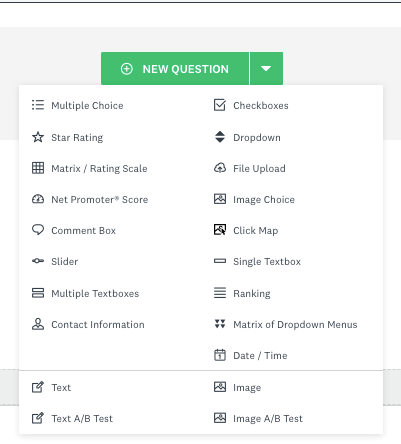 NEW QUESTION
Multiple Choice
Checkboxes
Star Rating
Dropdown
Matrix / Rating Scale
File Upload
Net Promoter® Score
Image Choice
Comment Box
Click Map
Slider
Single Textbox
Multiple Textboxes
Ranking
Contact Information
Matrix of Dropdown Menus
Date / Time
Text
Image
Text A/B Test
Image A/B Test